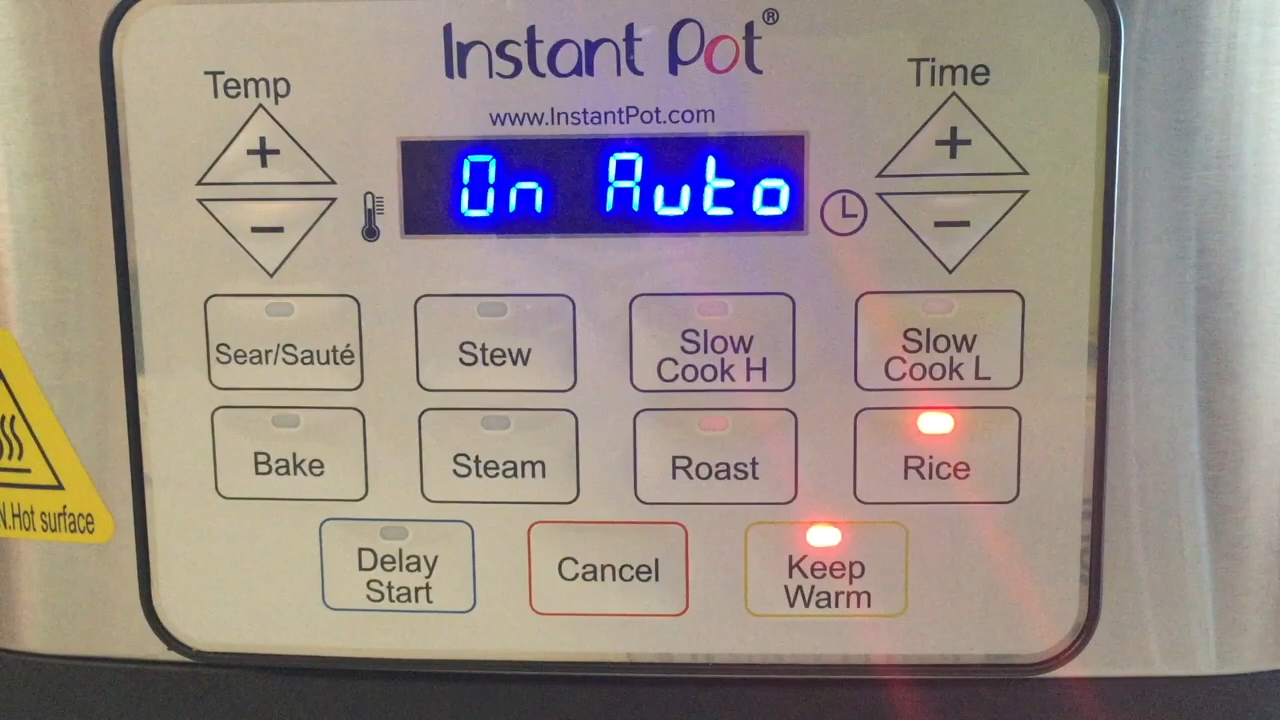 Instant Pot®
www.InstantPot.com
Temp
Time
+
+
On Auto
-
-
Sear/Sauté
Stew
Slow
Cook H
Slow
Cook L
Bake
Steam
Roast
Rice
N.Hot surface
Delay
Start
Cancel
Keep
Warm